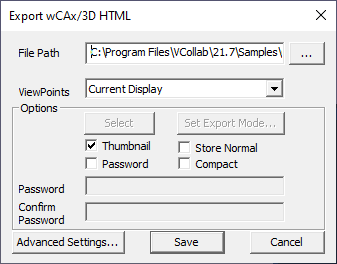 Export wCAx/3D HTML
File Path C:\Program Files\VCollab\21.7\Samples\ ...
ViewPoints Current Display
Options
Select Set Export Mode...
Thumbnail Store Normal
Password Compact
Password
Confirm
Password
Advanced Settings... Save Cancel